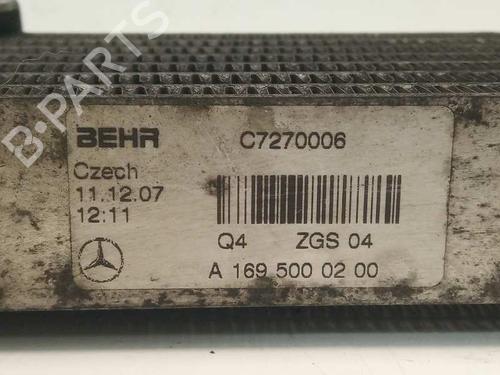 B-PARTS
BEHR C7270006
Czech
11.12.07
12:11
Q4 ZGS 04
A 169 500 02 00